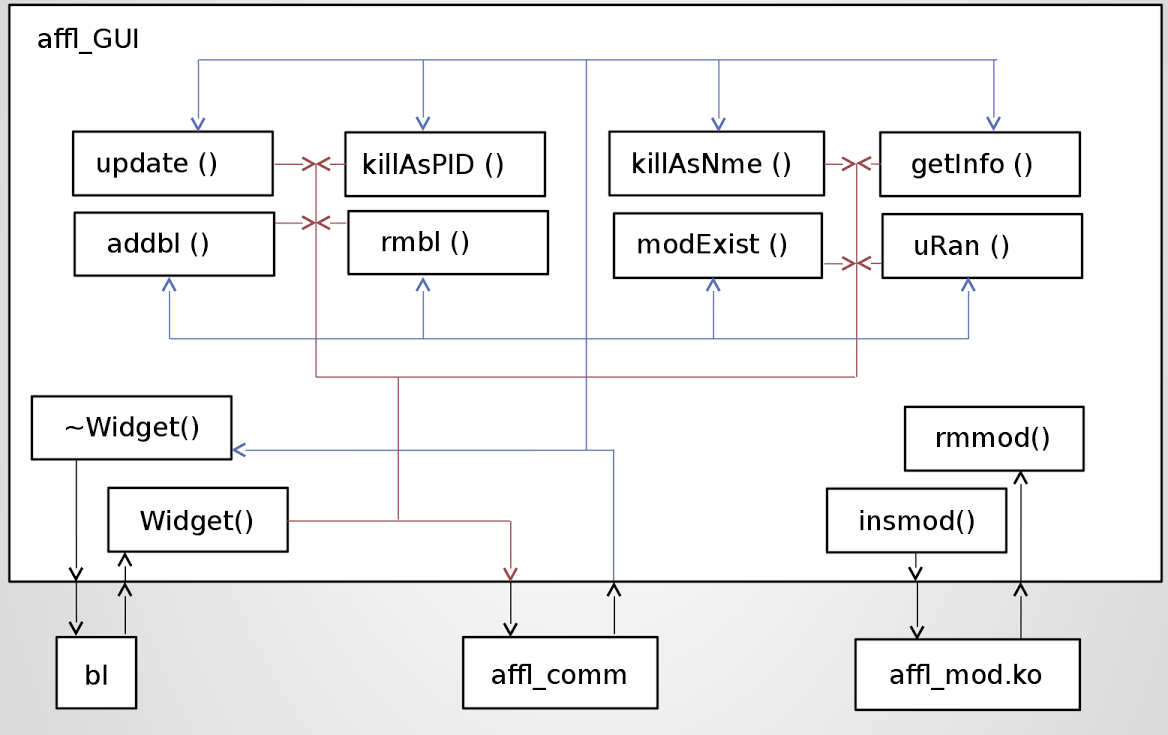 affl_GUI
update ()
killAsPID ()
killAsNme ()
getInfo ()
addbl ()
rmbl ()
modExist ()
uRan ()
~Widget()
rmmod()
Widget()
insmod()
bl
affl_comm
affl_mod.ko